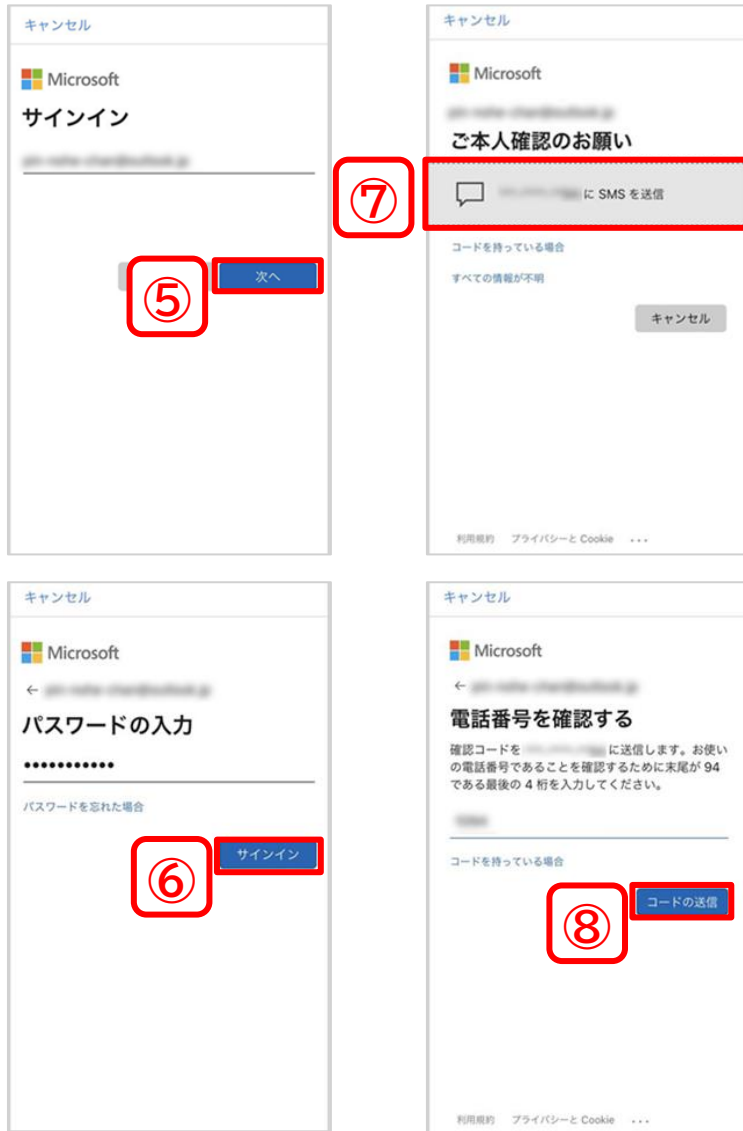 キャンセル
Microsoft
サインイン
次へ
⑤
キャンセル
Microsoft
← 
パスワードの入力
•••••••••••
パスワードを忘れた場合
サインイン
⑥
キャンセル
Microsoft
ご本人確認のお願い
⑦
に SMS を送信
コードを持っている場合
すべての情報が不明
キャンセル
利用規約 プライバシーと Cookie ...
キャンセル
Microsoft
←
電話番号を確認する
確認コードを に送信します。お使い
の電話番号であることを確認するために末尾が 94
である最後の 4 桁を入力してください。
コードを持っている場合
コードの送信
⑧
利用規約 プライバシーと Cookie ...